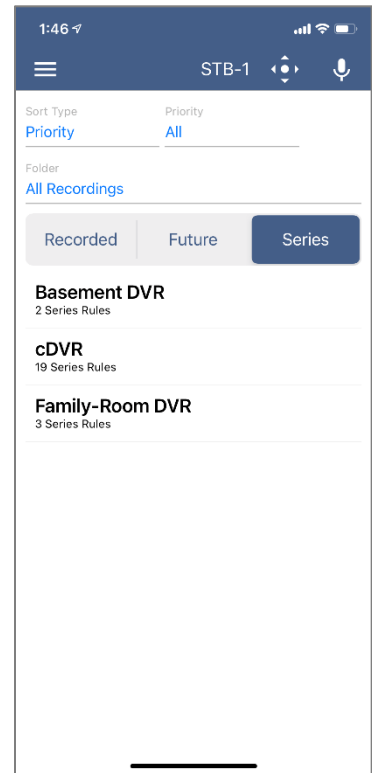 1:46
STB-1
Sort Type Priority
Priority All
Folder
All Recordings
Recorded Future Series
Basement DVR
2 Series Rules
cDVR
19 Series Rules
Family-Room DVR
3 Series Rules